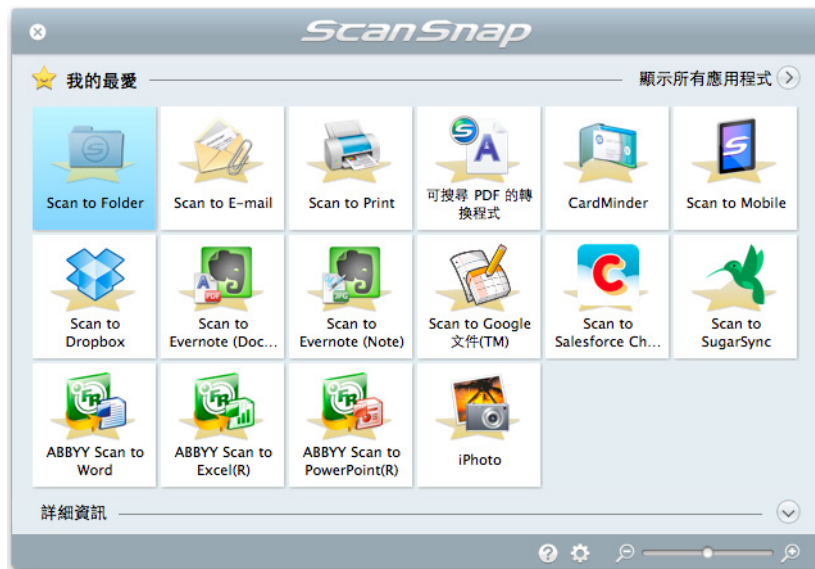 ScanSnap
我的最愛
顯示所有應用程式
Scan to Folder
Scan to E-mail
Scan to Print
可搜尋 PDF 的轉
換程式
CardMinder
Scan to Mobile
Scan to
Dropbox
Scan to
Evernote (Doc...
Scan to
Evernote (Note)
Scan to Google
文件(TM)
Scan to
Salesforce Ch...
Scan to
SugarSync
ABBYY Scan to
Word
ABBYY Scan to
Excel(R)
ABBYY Scan to
PowerPoint(R)
iPhoto
詳細資訊